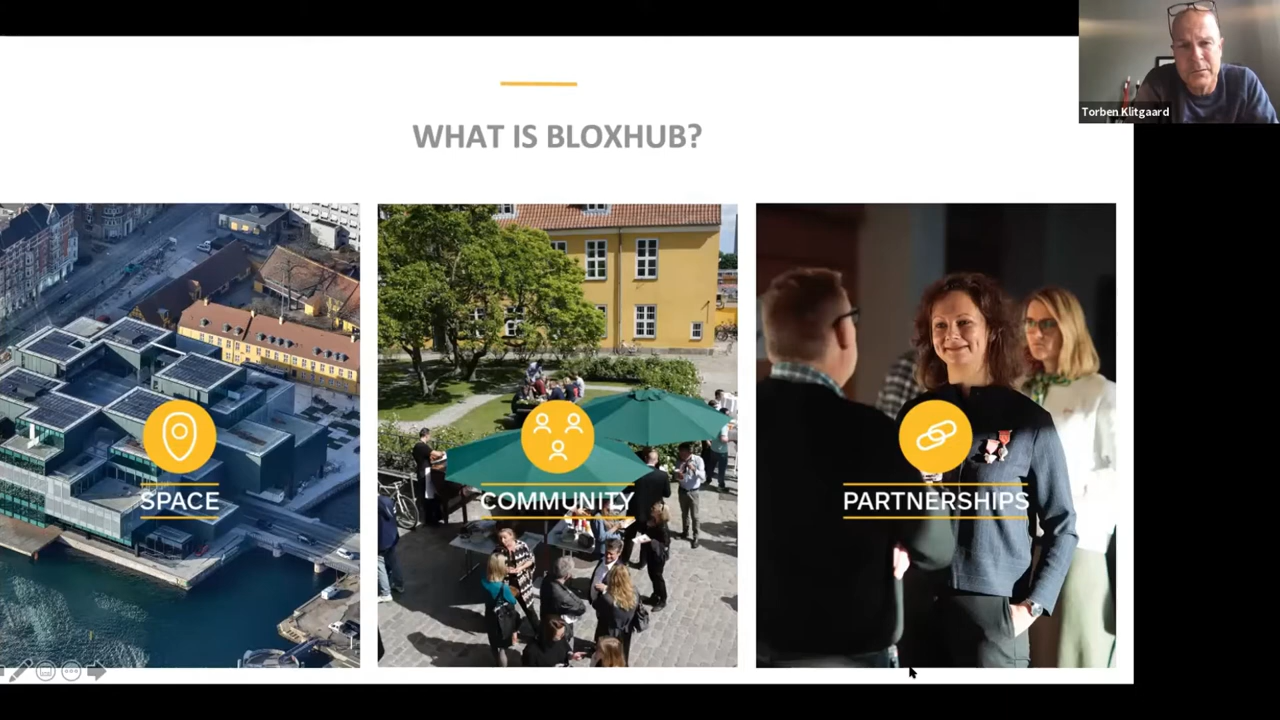 Torben Klitgaard
WHAT IS BLOXHUB?
SPACE
COMMUNITY
PARTNERSHIPS